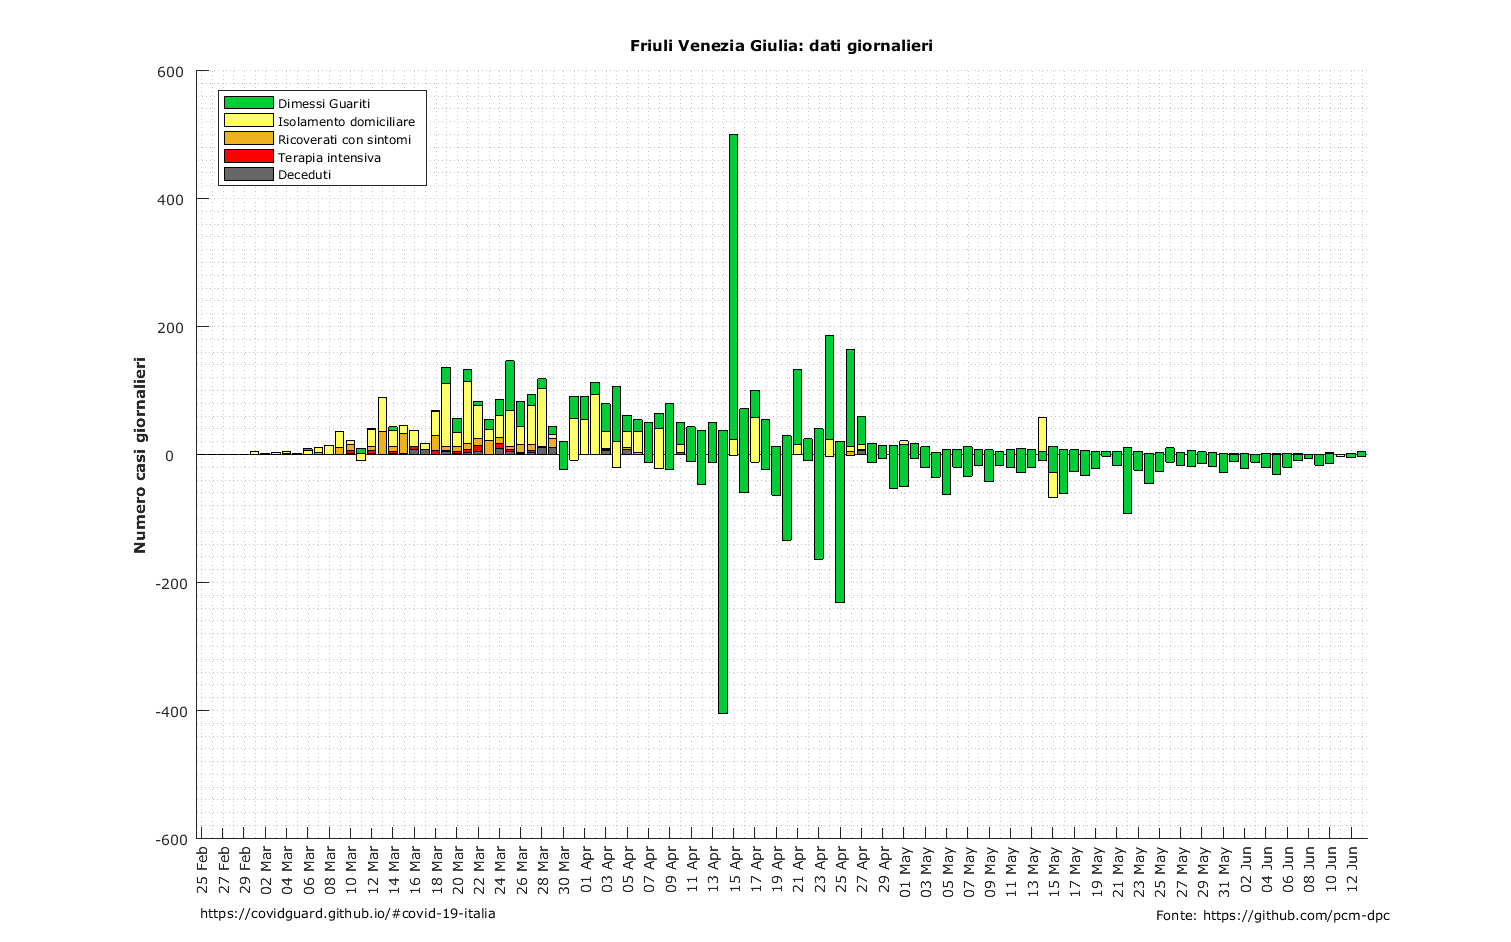 Friuli Venezia Giulia: dati giornalieri
600
400
200
0
-200
-400
-600
Numero casi giornalieri
Dimessi Guariti
Isolamento domiciliare
Ricoverati con sintomi
Terapia intensiva
Deceduti
25 Feb
27 Feb
29 Feb
02 Mar
04 Mar
06 Mar
08 Mar
10 Mar
12 Mar
14 Mar
16 Mar
18 Mar
20 Mar
22 Mar
24 Mar
26 Mar
28 Mar
30 Mar
01 Apr
03 Apr
05 Apr
07 Apr
09 Apr
11 Apr
13 Apr
15 Apr
17 Apr
19 Apr
21 Apr
23 Apr
25 Apr
27 Apr
29 Apr
01 May
03 May
05 May
07 May
09 May
11 May
13 May
15 May
17 May
19 May
21 May
23 May
25 May
27 May
29 May
31 May
02 Jun
04 Jun
06 Jun
08 Jun
10 Jun
12 Jun
https://covidguard.github.io/#covid-19-italia
Fonte: https://github.com/pcm-dpc